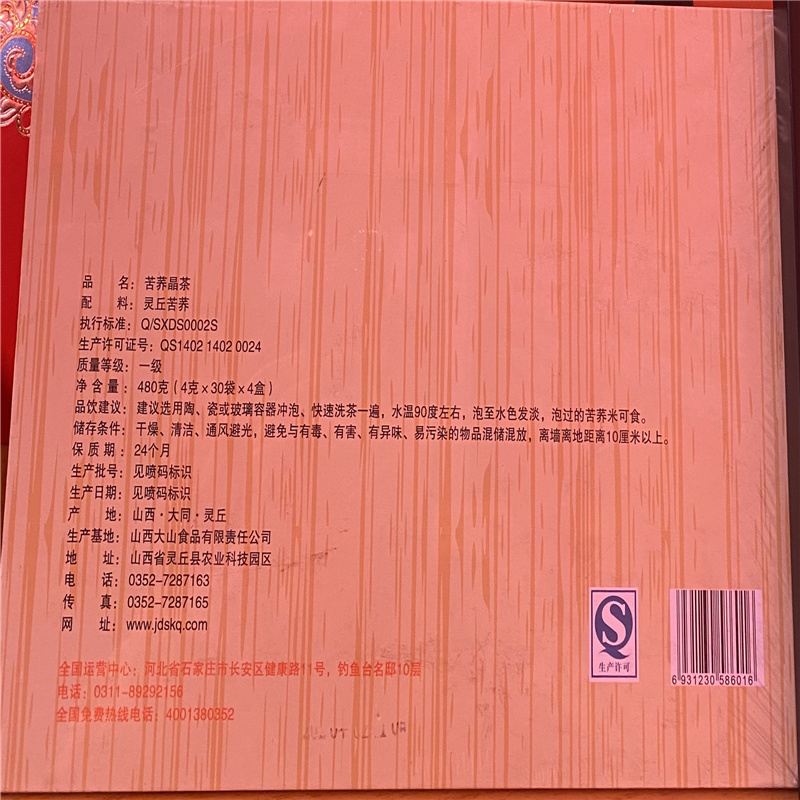 品 名：苦荞晶茶
配 料：灵丘苦荞
执行标准：Q/SXDS0002S
生产许可证号：QS1402 1402 0024
质量等级：一级
净 含 量：480克（4克×30袋×4盒）
品饮建议：建议选用陶、瓷或玻璃容器冲泡、快速洗茶一遍，水温90度左右，泡至水色发淡，泡过的苦荞米可食。
储存条件：干燥、清洁、通风避光，避免与有毒、有害、有异味、易污染的物品混储混放，离墙离地距离10厘米以上。
保 质 期：24个月
生产批号：见喷码标识
生产日期：见喷码标识
产 地：山西·大同·灵丘
生产基地：山西大山食品有限责任公司
地 址：山西省灵丘县农业科技园区
电 话：0352-7287163
传 真：0352-7287165
网 址：www.jdskq.com
全国运营中心：河北省石家庄市长安区健康路11号，钓鱼台名邸10层
电话：0311-89292156
全国免费热线电话：4001380352
生产许可
6 931230 586016